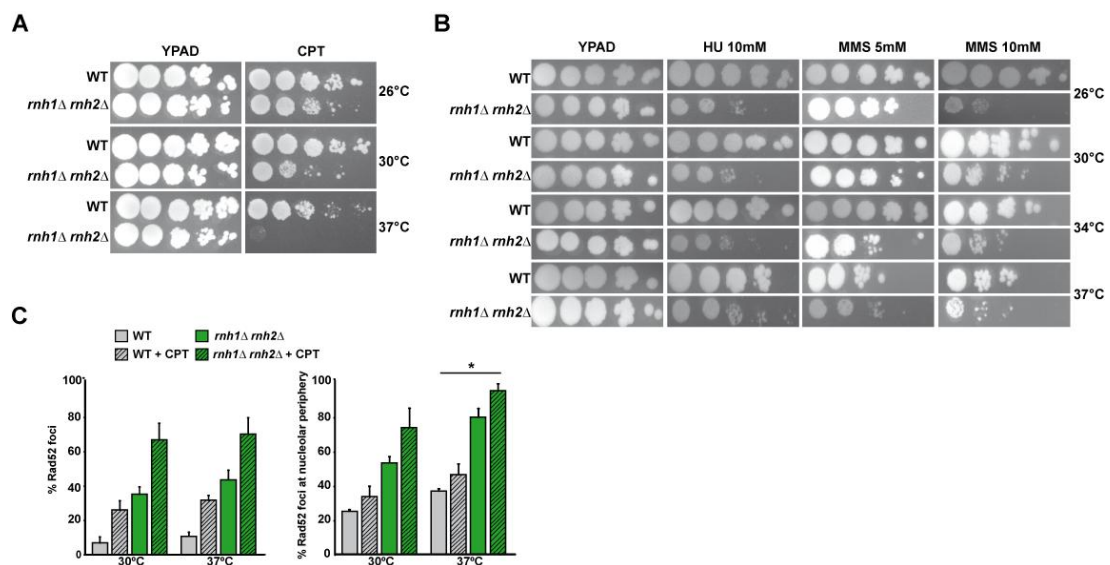 A
YPAD CPT
WT
rnh1Δ rnh2Δ
26°C
WT
rnh1Δ rnh2Δ
30°C
WT
rnh1Δ rnh2Δ
37°C
B
YPAD HU 10mM MMS 5mM MMS 10mM
WT
rnh1Δ rnh2Δ
26°C
WT
rnh1Δ rnh2Δ
30°C
WT
rnh1Δ rnh2Δ
34°C
WT
rnh1Δ rnh2Δ
37°C
C
WT rnh1Δ rnh2Δ
WT + CPT rnh1Δ rnh2Δ + CPT
% Rad52 foci
100
80
60
40
20
0
30°C 37°C
% Rad52 foci at nucleolar periphery
100
80
60
40
20
0
*
30°C 37°C